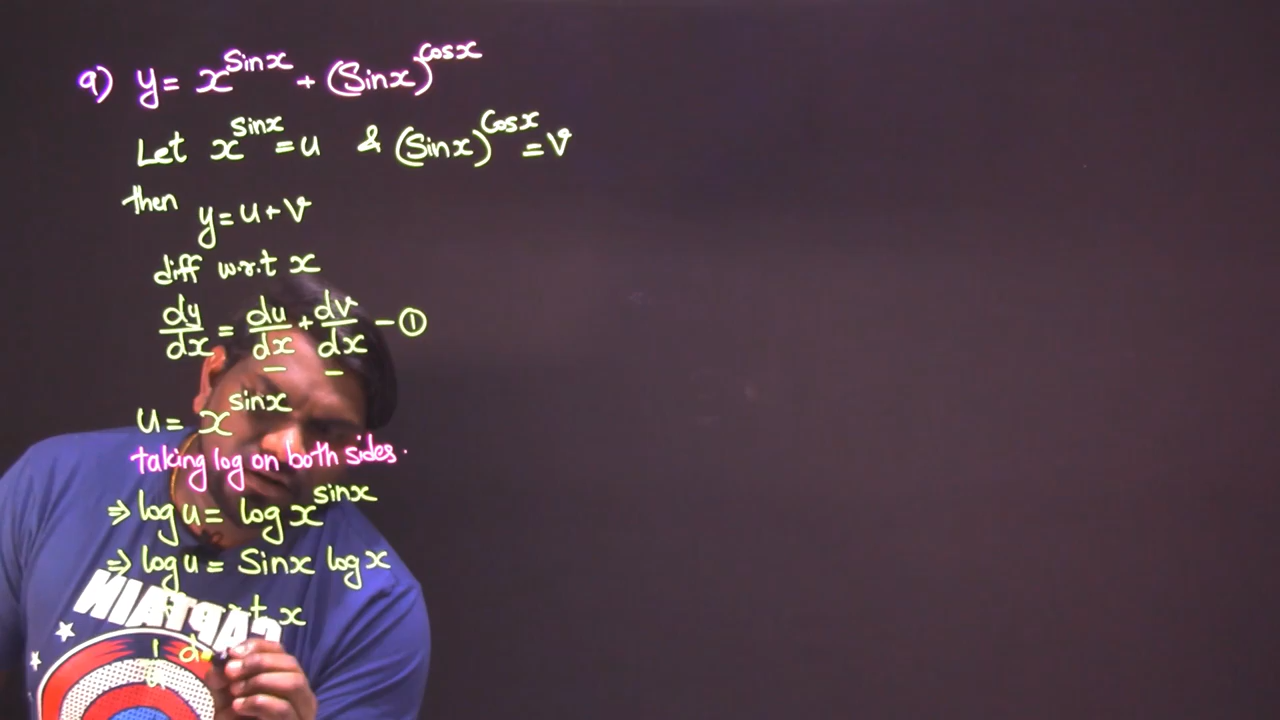 9) y = x^Sinx + (Sinx)^Cosx
Let x^Sinx = u & (Sinx)^Cosx = v
then y = u + v
diff w.r.t x
dy/dx = du/dx + dv/dx - ①
u = x^Sinx
taking log on both sides.
⇒ log u = log x^Sinx
⇒ log u = Sinx log x
x
1/u d
CAPTAIN